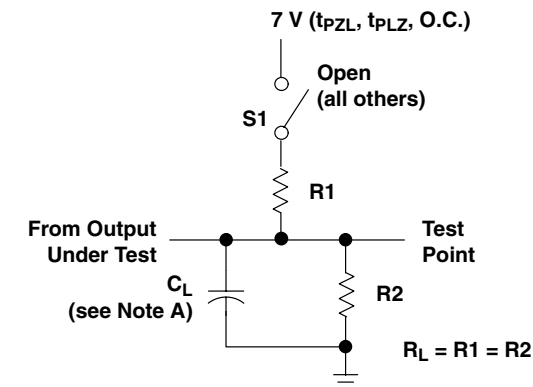 7 V (tPZL, tPLZ, O.C.)
Open
(all others)
S1
R1
From Output
Under Test
Test
Point
CL
(see Note A)
R2
RL = R1 = R2